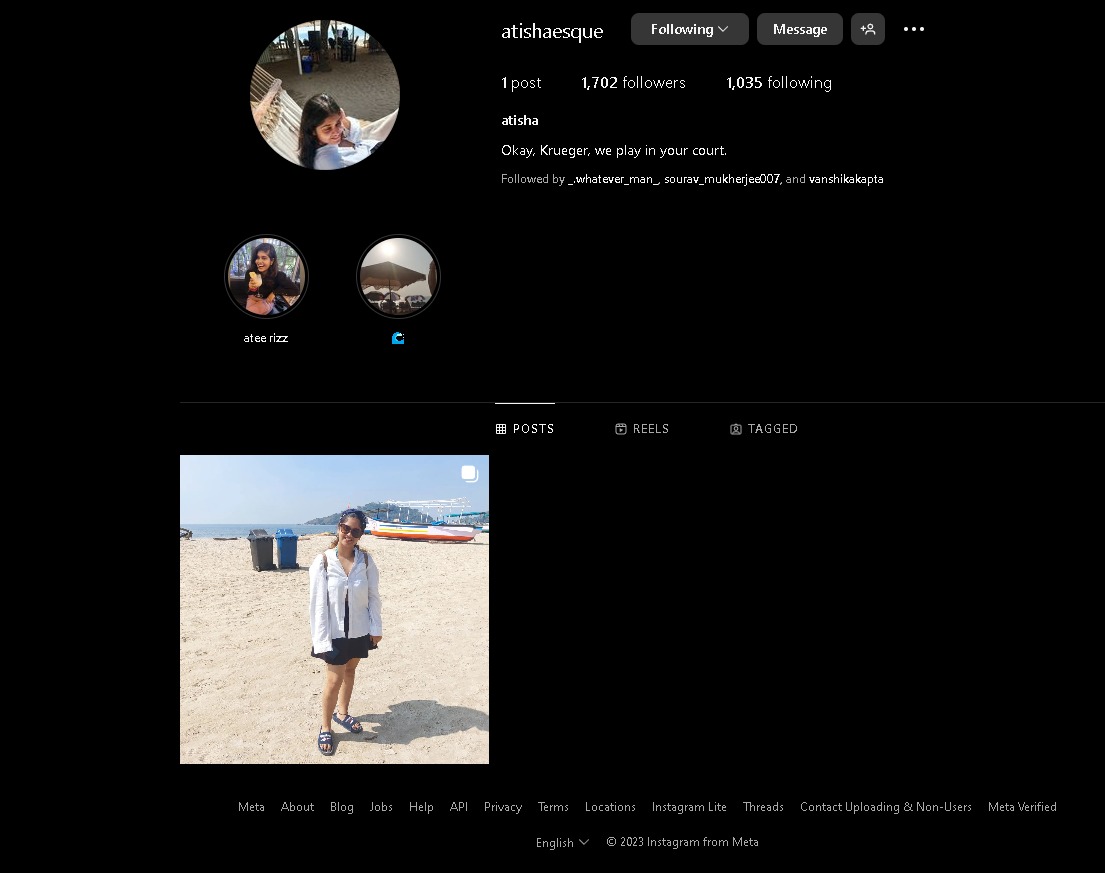 atishaesque Following Message
1 post 1,702 followers 1,035 following
atisha
Okay, Krueger, we play in your court.
Followed by _.whatever_man_, sourav_mukherjee007, and vanshikakapta
atee rizz
POSTS REELS TAGGED
Meta About Blog Jobs Help API Privacy Terms Locations Instagram Lite Threads Contact Uploading & Non-Users Meta Verified
English © 2023 Instagram from Meta